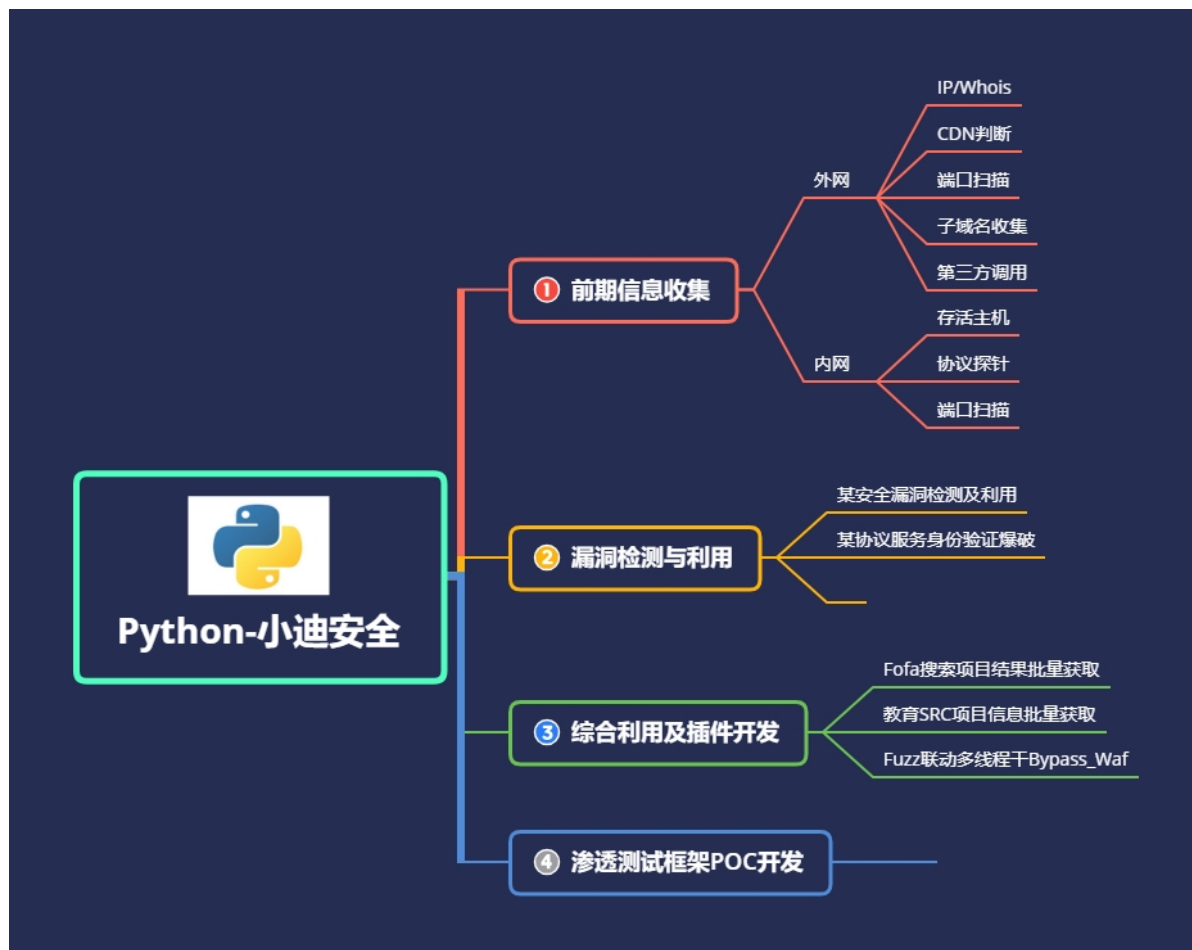 Python-小迪安全
1 前期信息收集
外网
IP/Whois
CDN判断
端口扫描
子域名收集
第三方调用
内网
存活主机
协议探针
端口扫描
2 漏洞检测与利用
某安全漏洞检测及利用
某协议服务身份验证爆破
3 综合利用及插件开发
Fofa搜索项目结果批量获取
教育SRC项目信息批量获取
Fuzz联动多线程干Bypass_Waf
4 渗透测试框架POC开发